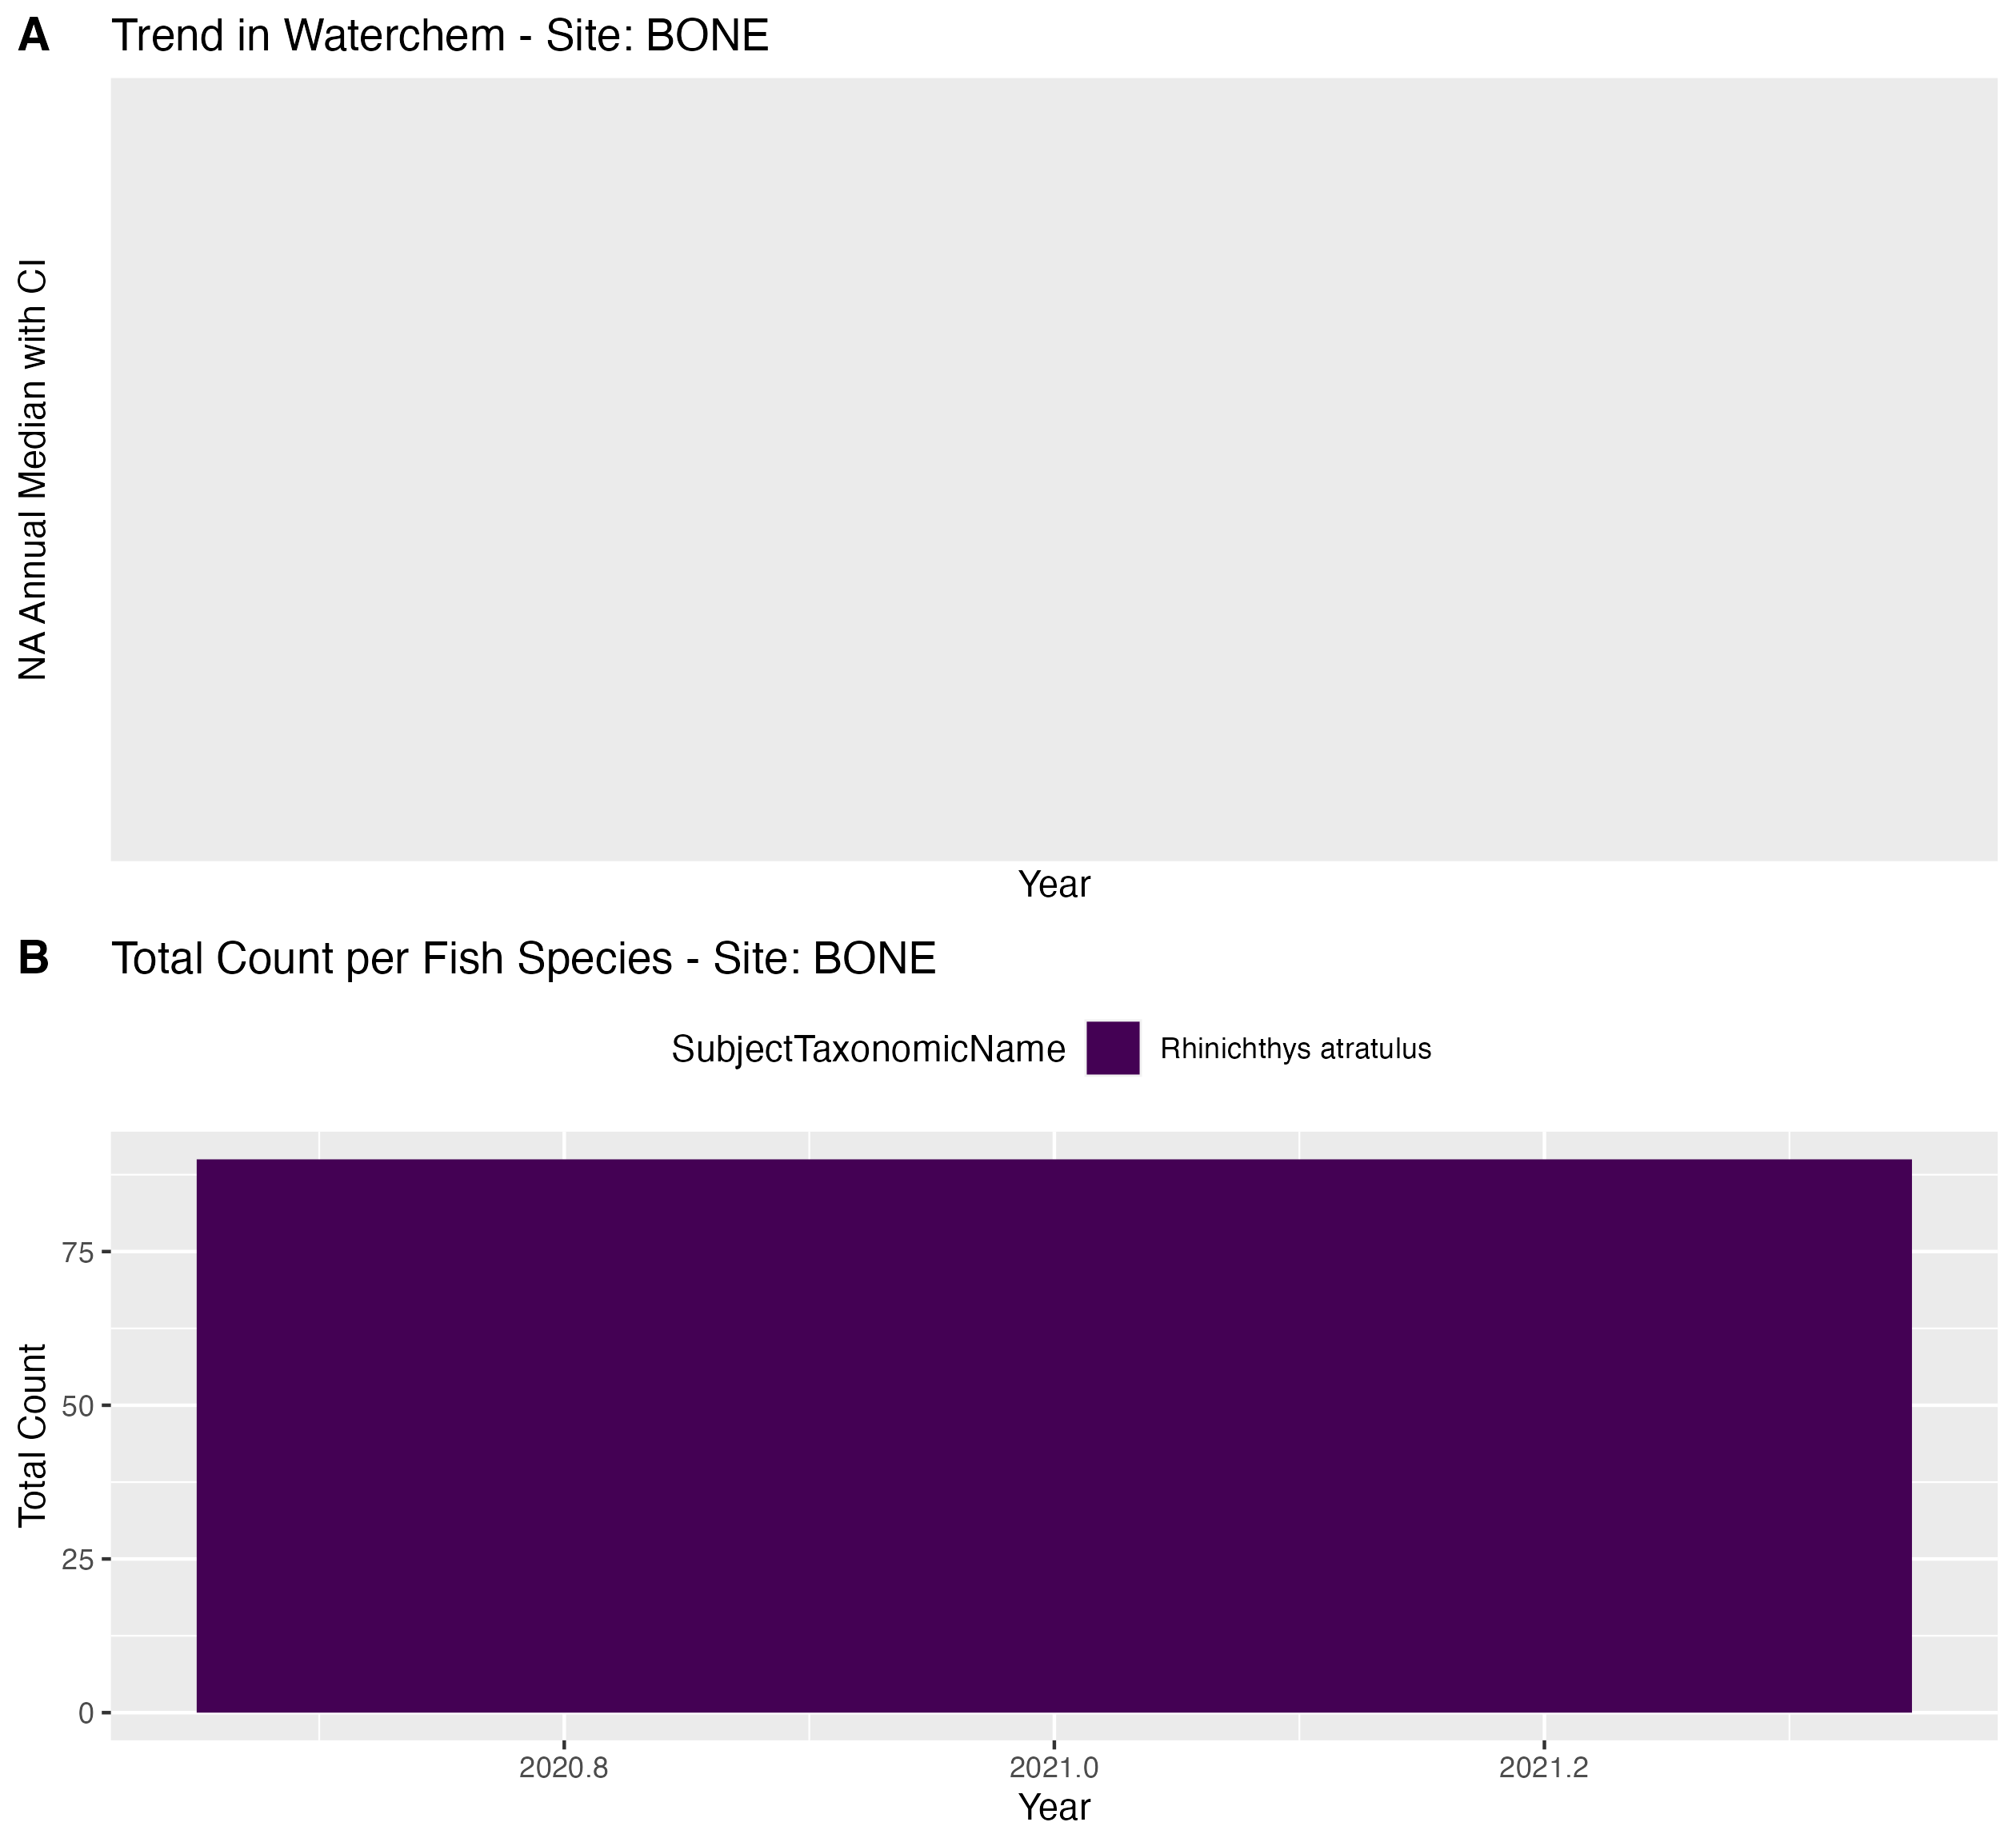 A Trend in Waterchem - Site: BONE
NA Annual Median with CI
Year
B Total Count per Fish Species - Site: BONE
SubjectTaxonomicName Rhinichthys atratulus
Total Count
75
50
25
0
2020.8 2021.0 2021.2
Year